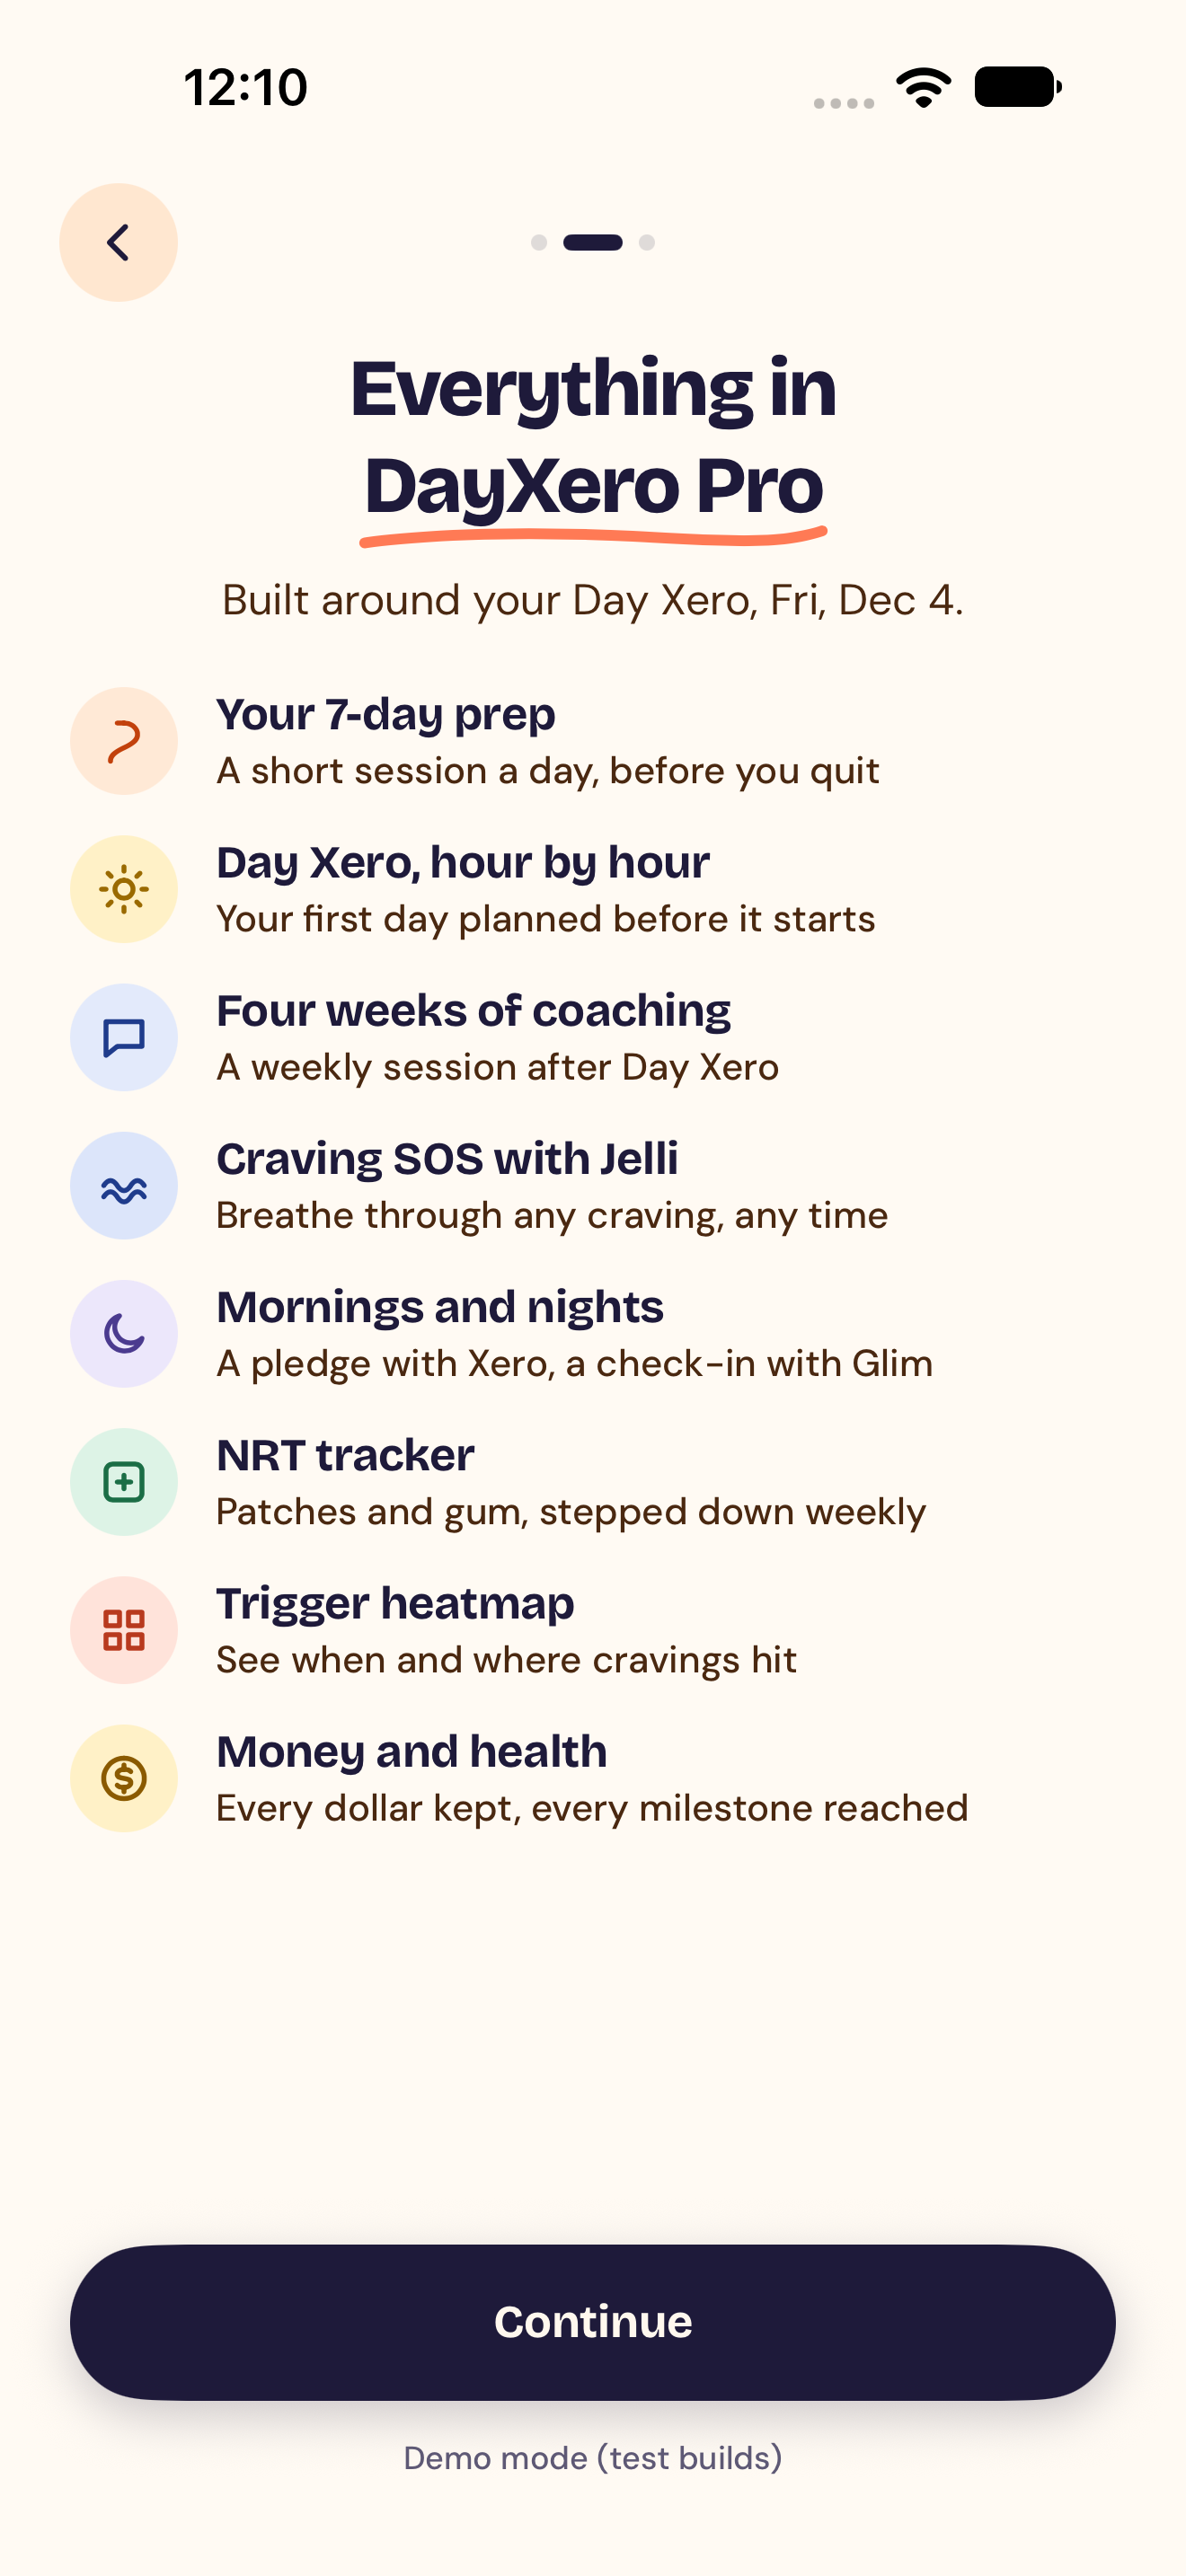 12:10
Everything in
DayXero Pro
Built around your Day Xero, Fri, Dec 4.
Your 7-day prep
A short session a day, before you quit
Day Xero, hour by hour
Your first day planned before it starts
Four weeks of coaching
A weekly session after Day Xero
Craving SOS with Jelli
Breathe through any craving, any time
Mornings and nights
A pledge with Xero, a check-in with Glim
NRT tracker
Patches and gum, stepped down weekly
Trigger heatmap
See when and where cravings hit
Money and health
Every dollar kept, every milestone reached
Continue
Demo mode (test builds)